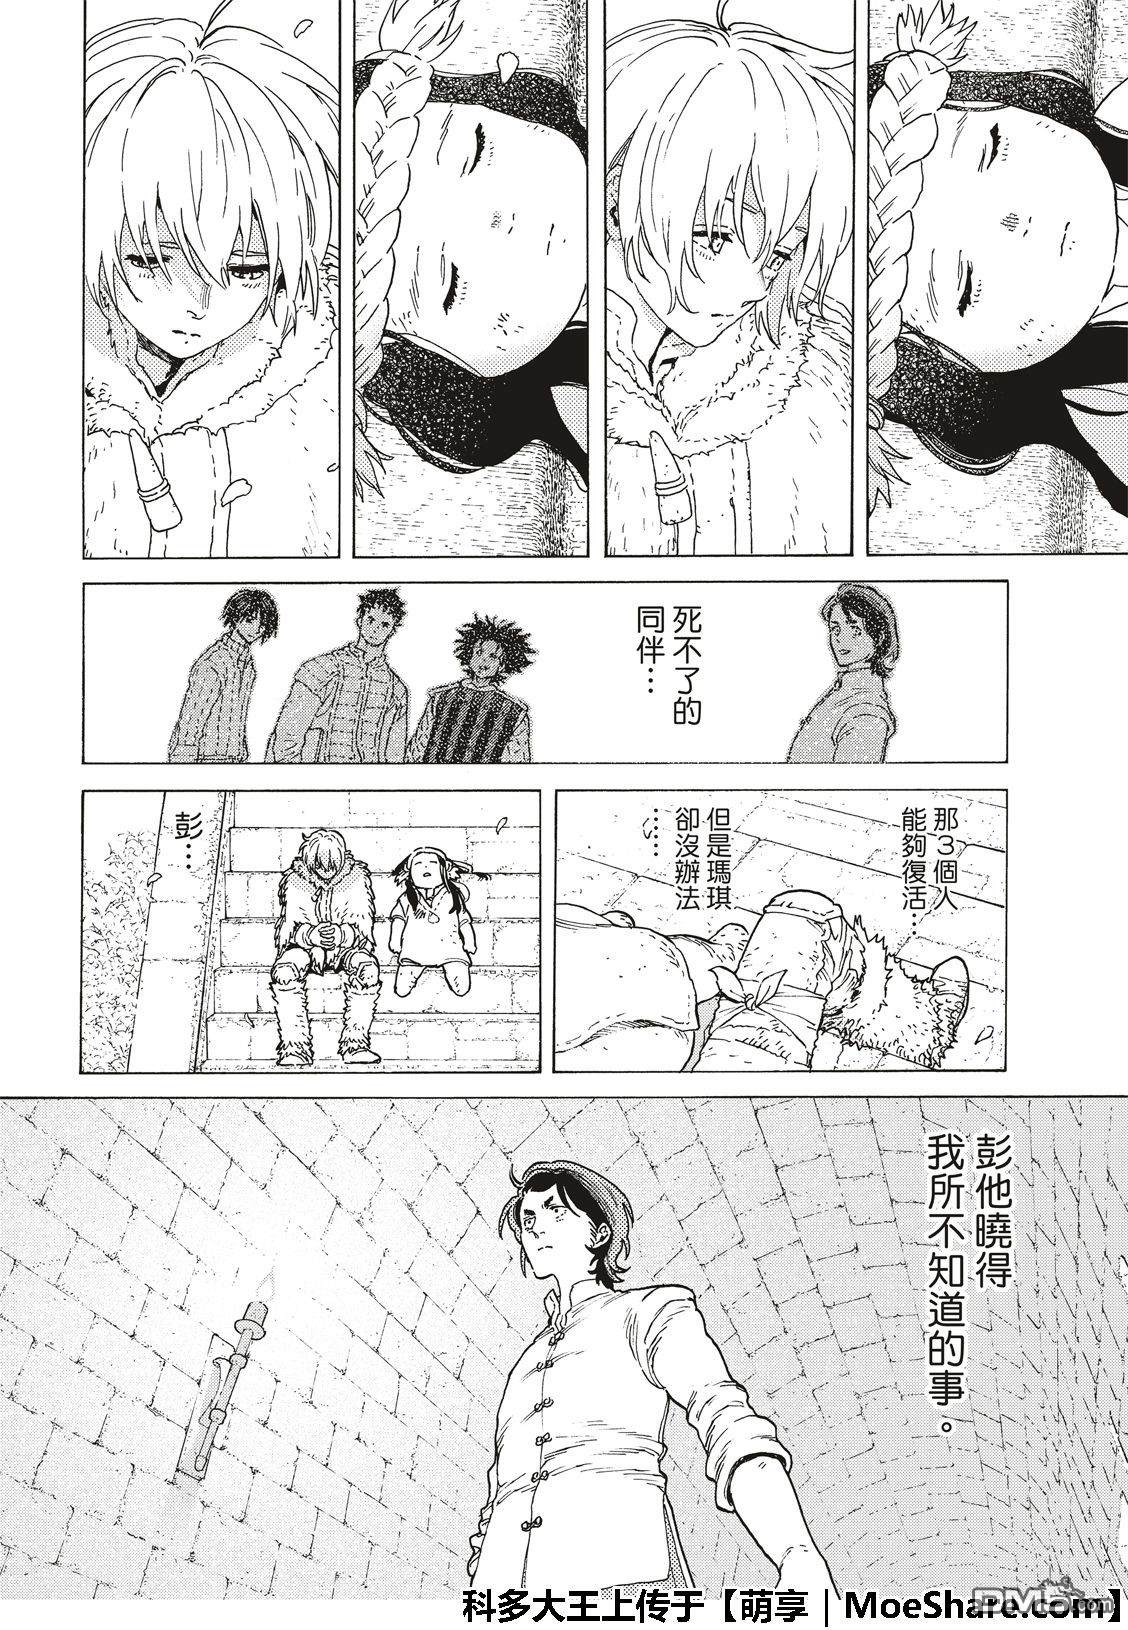 死不了的
同伴…
那3個人
能夠復活…
但是瑪琪
卻沒辦法
……
彭…
彭他曉得
我所不知道的事。
科多大王上传于【萌享｜MoeShare.com】